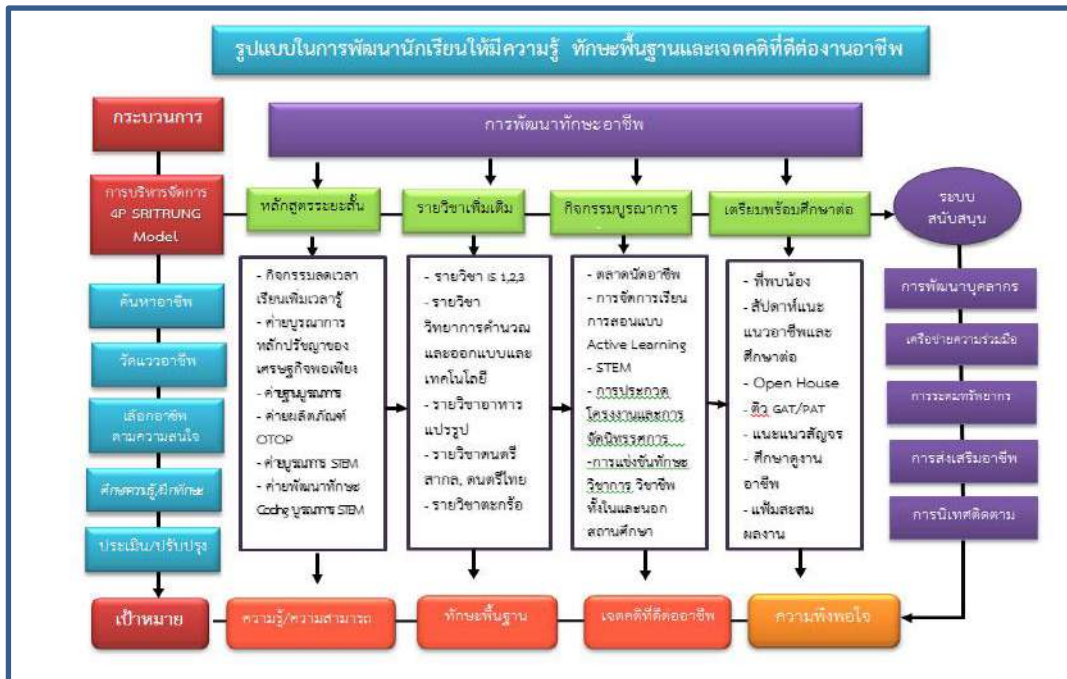 รูปแบบในการพัฒนานักเรียนให้มีความรู้ ทักษะพื้นฐานและเจตคติที่ดีต่องานอาชีพ
กระบวนการ
การบริหารจัดการ
4P SRITRUNG
Model
ค้นหาอาชีพ
วัดแววอาชีพ
เลือกอาชีพ
ตามความสนใจ
ศึกษาความรู้/ฝึกทักษะ
ประเมิน/ปรับปรุง
เป้าหมาย
การพัฒนาทักษะอาชีพ
หลักสูตรระยะสั้น
- กิจกรรมลดเวลา
เรียนเพิ่มเวลารู้
- ค่ายบูรณาการ
หลักปรัชญาของ
เศรษฐกิจพอเพียง
- ค่ายฐานบูรณการ
- ค่ายผลิตภัณฑ์
OTOP
- ค่ายบูรณการ STEM
- ค่ายพัฒนาทักษะ
Coding บูรณการ STEM
ความรู้/ความสามารถ
รายวิชาเพิ่มเติม
- รายวิชา IS 1,2,3
- รายวิชา
วิทยาการคำนวณ
และออกแบบและ
เทคโนโลยี
- รายวิชาอาหาร
แปรรูป
- รายวิชาดนตรี
สากล, ดนตรีไทย
- รายวิชาตะกร้อ
ทักษะพื้นฐาน
กิจกรรมบูรณาการ
- ตลาดนัดอาชีพ
- การจัดการเรียน
การสอนแบบ
Active Learning
- STEM
- การประกวด
โครงงานและการ
จัดนิทรรศการ
-การแข่งขันทักษะ
วิชาการ วิชาชีพ
ทั้งในและนอก
สถานศึกษา
เจตคติที่ดีต่ออาชีพ
เตรียมพร้อมศึกษาต่อ
- พี่พบน้อง
- สัปดาห์แนะ
แนวอาชีพและ
ศึกษาต่อ
- Open House
- ติว GAT/PAT
- แนะแนวสัญจร
- ศึกษาดูงาน
อาชีพ
- แฟ้มสะสม
ผลงาน
ความพึงพอใจ
ระบบ
สนับสนุน
การพัฒนาบุคลากร
เครือข่ายความร่วมมือ
การระดมทรัพยากร
การส่งเสริมอาชีพ
การนิเทศติดตาม